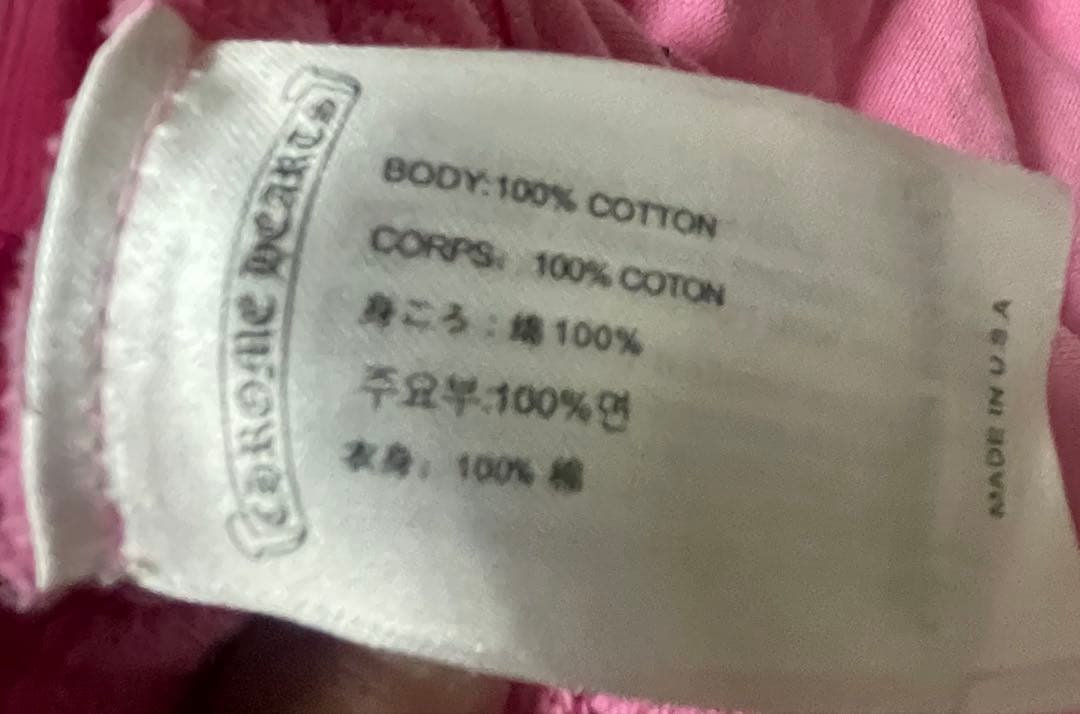 CHROME HEARTS
BODY:100% COTTON
CORPS: 100% COTON
身ごろ : 綿 100%
주요부:100%면
衣身: 100% 棉
MADE IN U.S.A